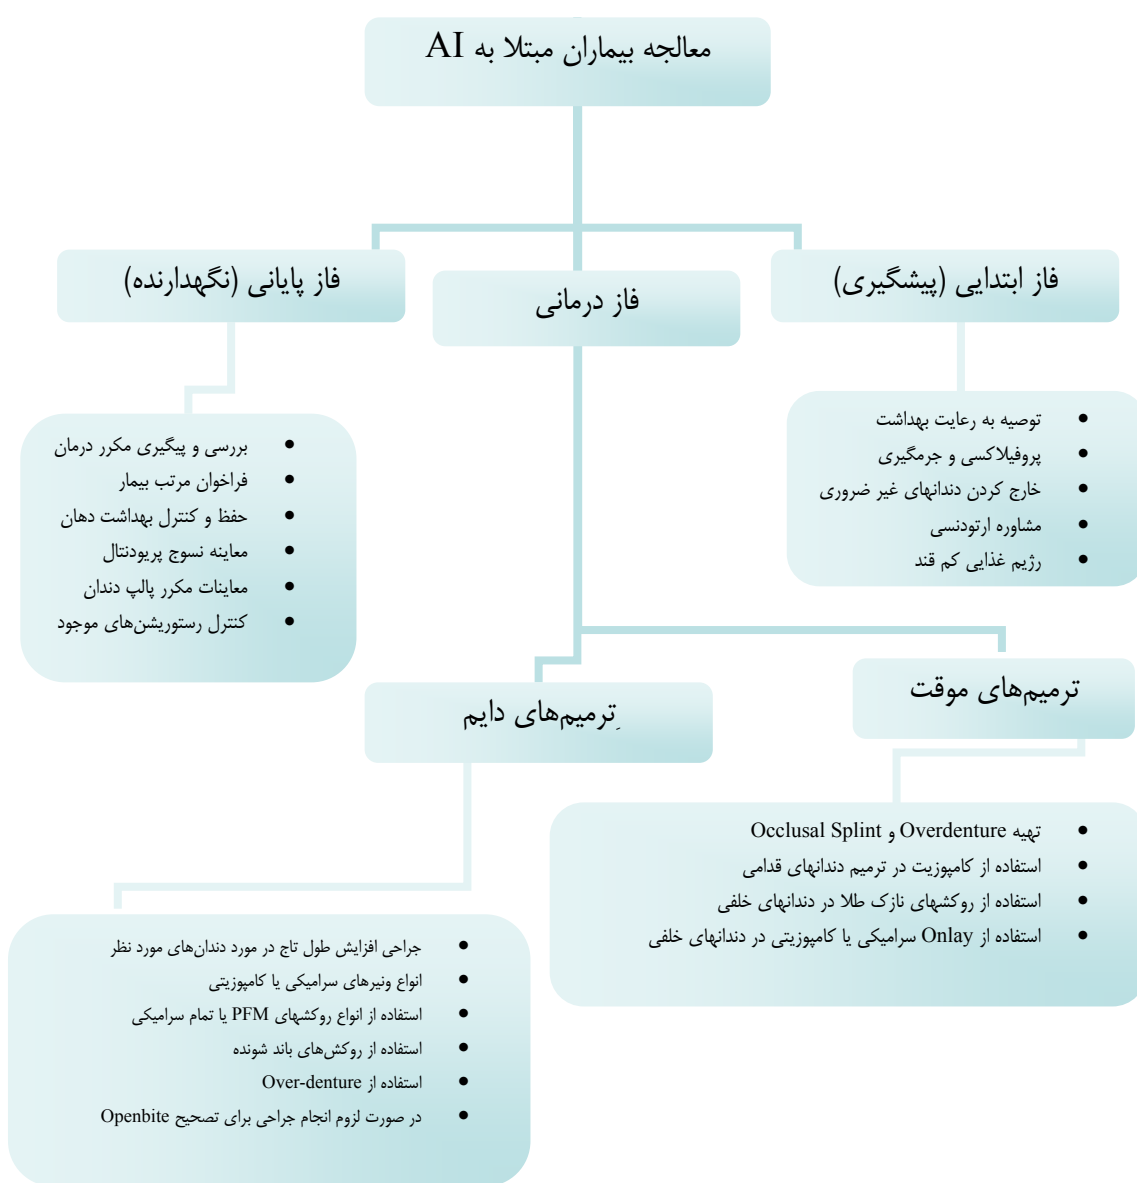 معالجه بیماران مبتلا به AI
فاز ابتدایی (پیشگیری)
فاز درمانی
فاز پایانی (نگهدارنده)
• توصیه به رعایت بهداشت
• پروفیلاکسی و جرمگیری
• خارج کردن دندانهای غیر ضروری
• مشاوره ارتودنسی
• رژیم غذایی کم قند
• بررسی و پیگیری مکرر درمان
• فراخوان مرتب بیمار
• حفظ و کنترل بهداشت دهان
• معاینه نسوج پریودنتال
• معاینات مکرر پالپ دندان
• کنترل رستوریشن‌های موجود
ترمیم‌های موقت
ِترمیم‌های دایم
• تهیه Overdenture و Occlusal Splint
• استفاده از کامپوزیت در ترمیم دندانهای قدامی
• استفاده از روکشهای نازک طلا در دندانهای خلفی
• استفاده از Onlay سرامیکی یا کامپوزیتی در دندانهای خلفی
• جراحی افزایش طول تاج در مورد دندان‌های مورد نظر
• انواع ونیرهای سرامیکی یا کامپوزیتی
• استفاده از انواع روکشهای PFM یا تمام سرامیکی
• استفاده از روکش‌های باند شونده
• استفاده از Over-denture
• در صورت لزوم انجام جراحی برای تصحیح Openbite